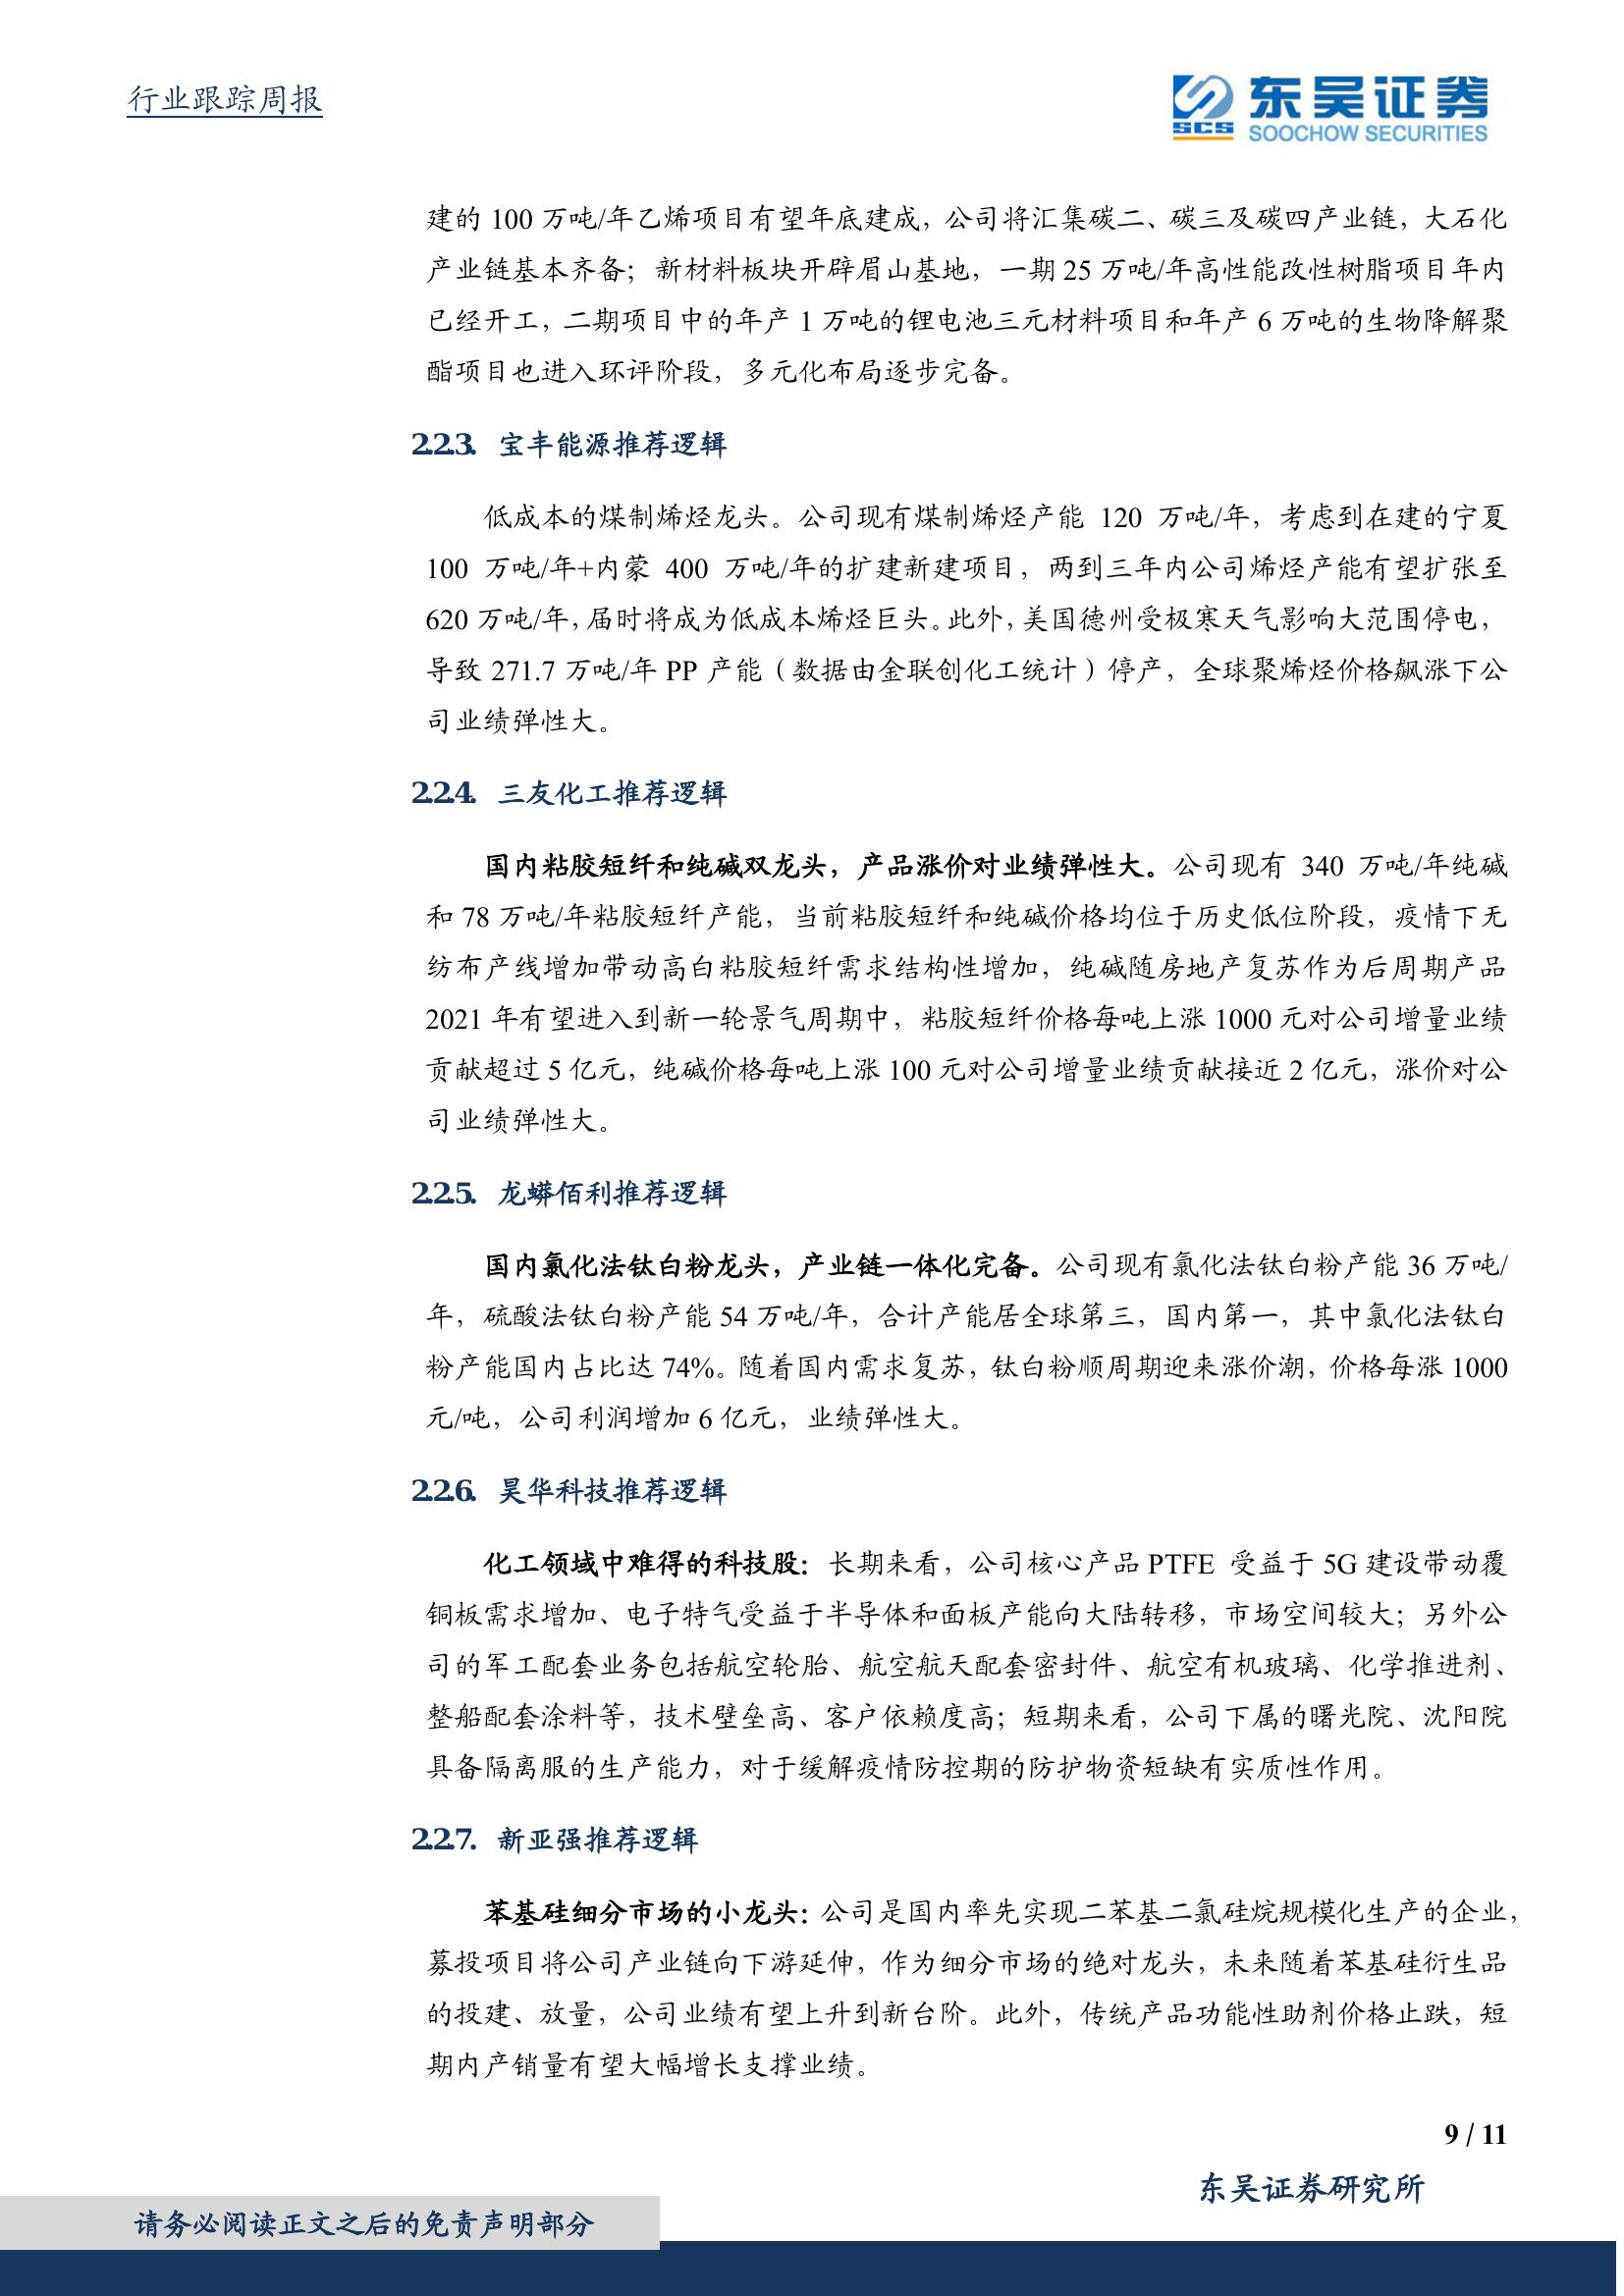 行业跟踪周报
东吴证券
SCS
SOOCHOW SECURITIES
建的 100 万吨/年乙烯项目有望年底建成，公司将汇集碳二、碳三及碳四产业链，大石化
产业链基本齐备；新材料板块开辟眉山基地，一期 25 万吨/年高性能改性树脂项目年内
已经开工，二期项目中的年产 1 万吨的锂电池三元材料项目和年产 6 万吨的生物降解聚
酯项目也进入环评阶段，多元化布局逐步完备。
2.2.3. 宝丰能源推荐逻辑
低成本的煤制烯烃龙头。公司现有煤制烯烃产能 120 万吨/年，考虑到在建的宁夏
100 万吨/年+内蒙 400 万吨/年的扩建新建项目，两到三年内公司烯烃产能有望扩张至
620 万吨/年，届时将成为低成本烯烃巨头。此外，美国德州受极寒天气影响大范围停电，
导致 271.7 万吨/年 PP 产能（数据由金联创化工统计）停产，全球聚烯烃价格飙涨下公
司业绩弹性大。
2.2.4. 三友化工推荐逻辑
国内粘胶短纤和纯碱双龙头，产品涨价对业绩弹性大。公司现有 340 万吨/年纯碱
和 78 万吨/年粘胶短纤产能，当前粘胶短纤和纯碱价格均位于历史低位阶段，疫情下无
纺布产线增加带动高白粘胶短纤需求结构性增加，纯碱随房地产复苏作为后周期产品
2021 年有望进入到新一轮景气周期中，粘胶短纤价格每吨上涨 1000 元对公司增量业绩
贡献超过 5 亿元，纯碱价格每吨上涨 100 元对公司增量业绩贡献接近 2 亿元，涨价对公
司业绩弹性大。
2.2.5. 龙蟒佰利推荐逻辑
国内氯化法钛白粉龙头，产业链一体化完备。公司现有氯化法钛白粉产能 36 万吨/
年，硫酸法钛白粉产能 54 万吨/年，合计产能居全球第三，国内第一，其中氯化法钛白
粉产能国内占比达 74%。随着国内需求复苏，钛白粉顺周期迎来涨价潮，价格每涨 1000
元/吨，公司利润增加 6 亿元，业绩弹性大。
2.2.6. 昊华科技推荐逻辑
化工领域中难得的科技股：长期来看，公司核心产品 PTFE 受益于 5G 建设带动覆
铜板需求增加、电子特气受益于半导体和面板产能向大陆转移，市场空间较大；另外公
司的军工配套业务包括航空轮胎、航空航天配套密封件、航空有机玻璃、化学推进剂、
整船配套涂料等，技术壁垒高、客户依赖度高；短期来看，公司下属的曙光院、沈阳院
具备隔离服的生产能力，对于缓解疫情防控期的防护物资短缺有实质性作用。
2.2.7. 新亚强推荐逻辑
苯基硅细分市场的小龙头：公司是国内率先实现二苯基二氯硅烷规模化生产的企业，
募投项目将公司产业链向下游延伸，作为细分市场的绝对龙头，未来随着苯基硅衍生品
的投建、放量，公司业绩有望上升到新台阶。此外，传统产品功能性助剂价格止跌，短
期内产销量有望大幅增长支撑业绩。
9 / 11
东吴证券研究所
请务必阅读正文之后的免责声明部分